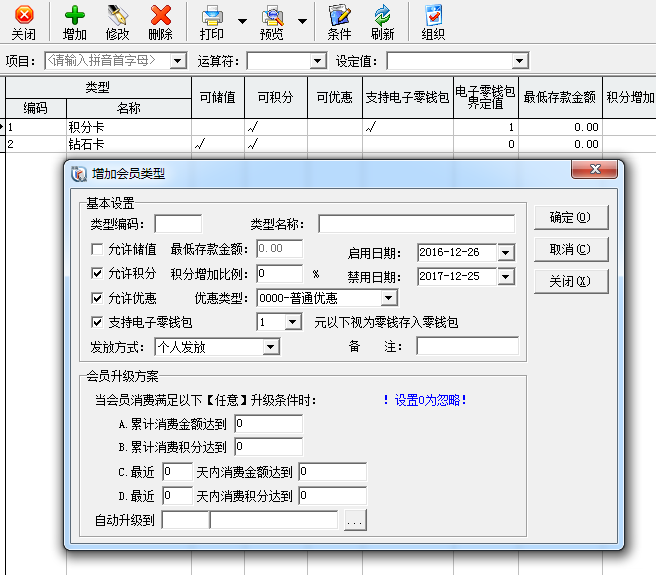 关闭 增加 修改 删除 打印 预览 条件 刷新 组织
项目: <请输入拼音首字母> 运算符: 设定值:
类型 可储值 可积分 可优惠 支持电子零钱包 电子零钱包界定值 最低存款金额 积分增加
编码 名称
1 积分卡 √ √ 1 0.00
2 钻石卡 √ √ 0 0.00
增加会员类型
基本设置
类型编码: 类型名称: 确定(O)
允许储值 最低存款金额: 0.00 启用日期: 2016-12-26 取消(C)
允许积分 积分增加比例: 0 % 禁用日期: 2017-12-25 关闭(X)
允许优惠 优惠类型: 0000-普通优惠
支持电子零钱包 1 元以下视为零钱存入零钱包
发放方式: 个人发放 备 注:
会员升级方案
当会员消费满足以下【任意】升级条件时: ! 设置0为忽略!
A.累计消费金额达到 0
B.累计消费积分达到 0
C.最近 0 天内消费金额达到 0
D.最近 0 天内消费积分达到 0
自动升级到 ...